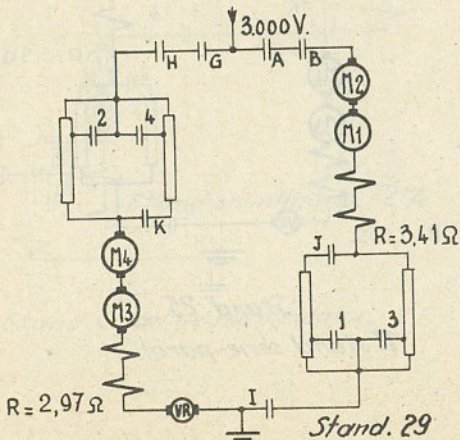 3.000 V.
H G A B
M2
2 4
M1
K
J
R=3,41 Ω
M4
1 3
M3
R=2,97 Ω
VR
I
Stand. 29